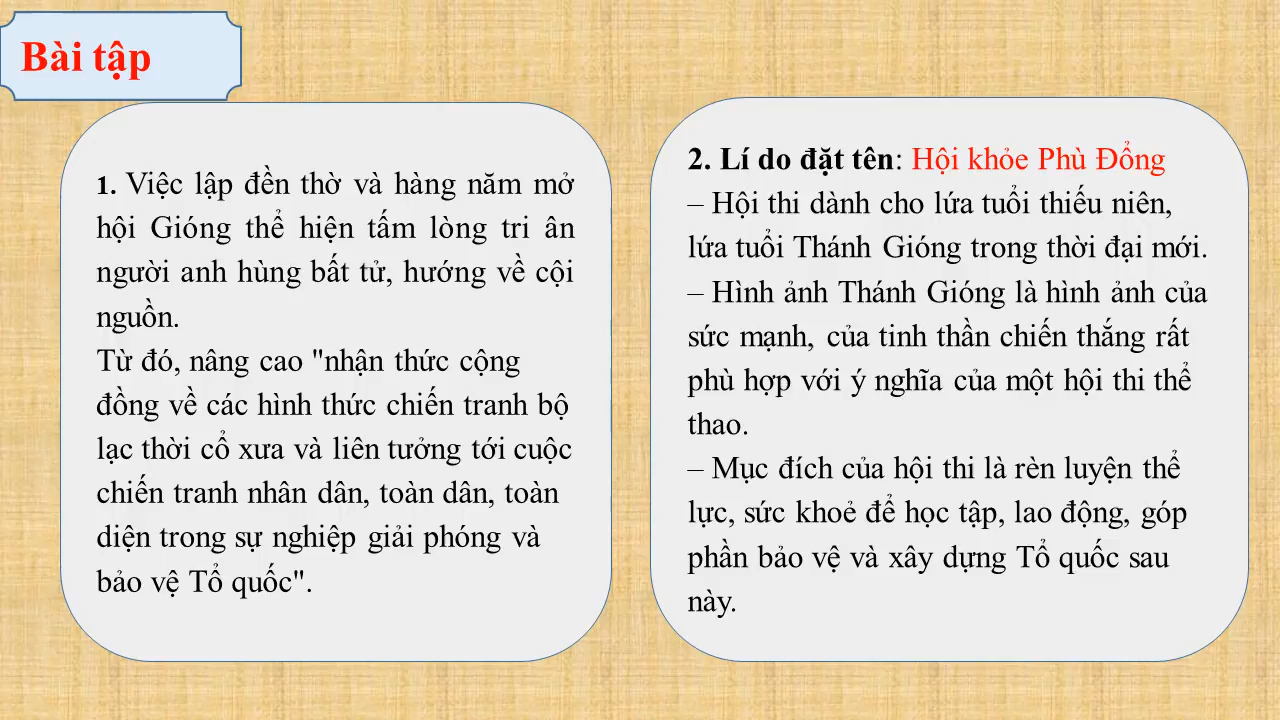 Bài tập
1. Việc lập đền thờ và hàng năm mở
hội Gióng thể hiện tấm lòng tri ân
người anh hùng bất tử, hướng về cội
nguồn.
Từ đó, nâng cao "nhận thức cộng
đồng về các hình thức chiến tranh bộ
lạc thời cổ xưa và liên tưởng tới cuộc
chiến tranh nhân dân, toàn dân, toàn
diện trong sự nghiệp giải phóng và
bảo vệ Tổ quốc".
2. Lí do đặt tên: Hội khỏe Phù Đổng
– Hội thi dành cho lứa tuổi thiếu niên,
lứa tuổi Thánh Gióng trong thời đại mới.
– Hình ảnh Thánh Gióng là hình ảnh của
sức mạnh, của tinh thần chiến thắng rất
phù hợp với ý nghĩa của một hội thi thể
thao.
– Mục đích của hội thi là rèn luyện thể
lực, sức khoẻ để học tập, lao động, góp
phần bảo vệ và xây dựng Tổ quốc sau
này.